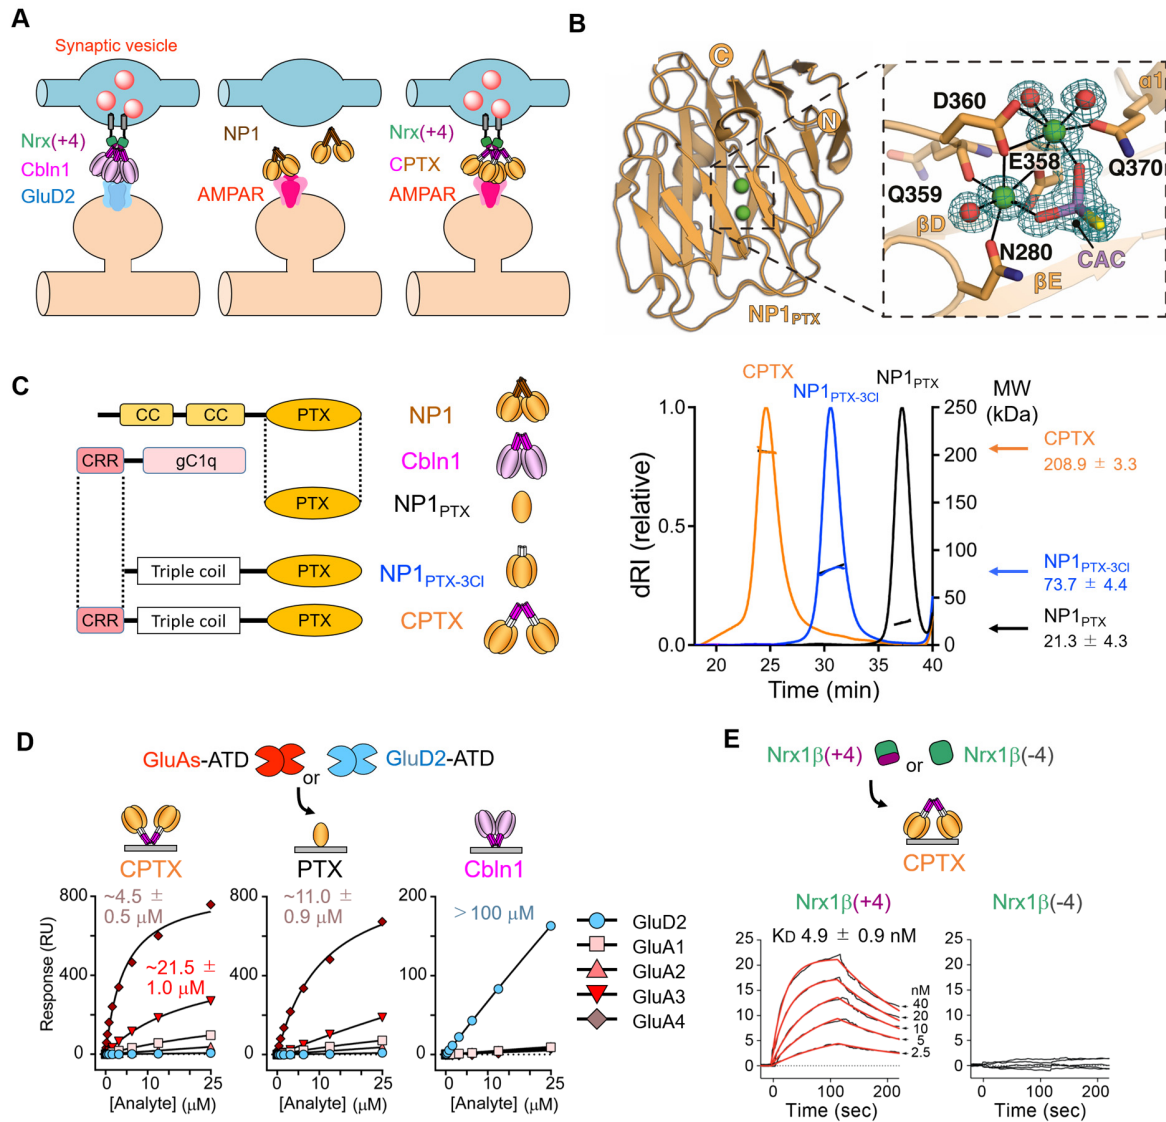 A
Synaptic vesicle
Nrx(+4)
Cbln1
GluD2
NP1
AMPAR
Nrx(+4)
CPTX
AMPAR
B
C
N
NP1PTX
D360
α1
E358
Q370
Q359
βD
N280
βE
CAC
C
CC
CC
PTX
NP1
CRR
gC1q
Cbln1
PTX
NP1PTX
Triple coil
PTX
NP1PTX-3Cl
CRR
Triple coil
PTX
CPTX
CPTX
NP1PTX-3Cl
NP1PTX
MW
(kDa)
1.0
0.5
0.0
dRI (relative)
250
200
150
100
50
0
20
25
30
35
40
Time (min)
CPTX
208.9 ± 3.3
NP1PTX-3Cl
73.7 ± 4.4
NP1PTX
21.3 ± 4.3
D
GluAs-ATD
or
GluD2-ATD
CPTX
PTX
Cbln1
Response (RU)
800
400
0
~4.5 ±
0.5 µM
~21.5 ±
1.0 µM
0
10
25
[Analyte] (µM)
800
400
0
~11.0 ±
0.9 µM
0
10
25
[Analyte] (µM)
200
100
0
>100 µM
0
10
25
[Analyte] (µM)
GluD2
GluA1
GluA2
GluA3
GluA4
E
Nrx1β(+4)
or
Nrx1β(-4)
CPTX
Nrx1β(+4)
KD 4.9 ± 0.9 nM
25
20
15
10
5
0
nM
40
20
10
5
2.5
0
100
200
Time (sec)
Nrx1β(-4)
25
20
15
10
5
0
0
100
200
Time (sec)